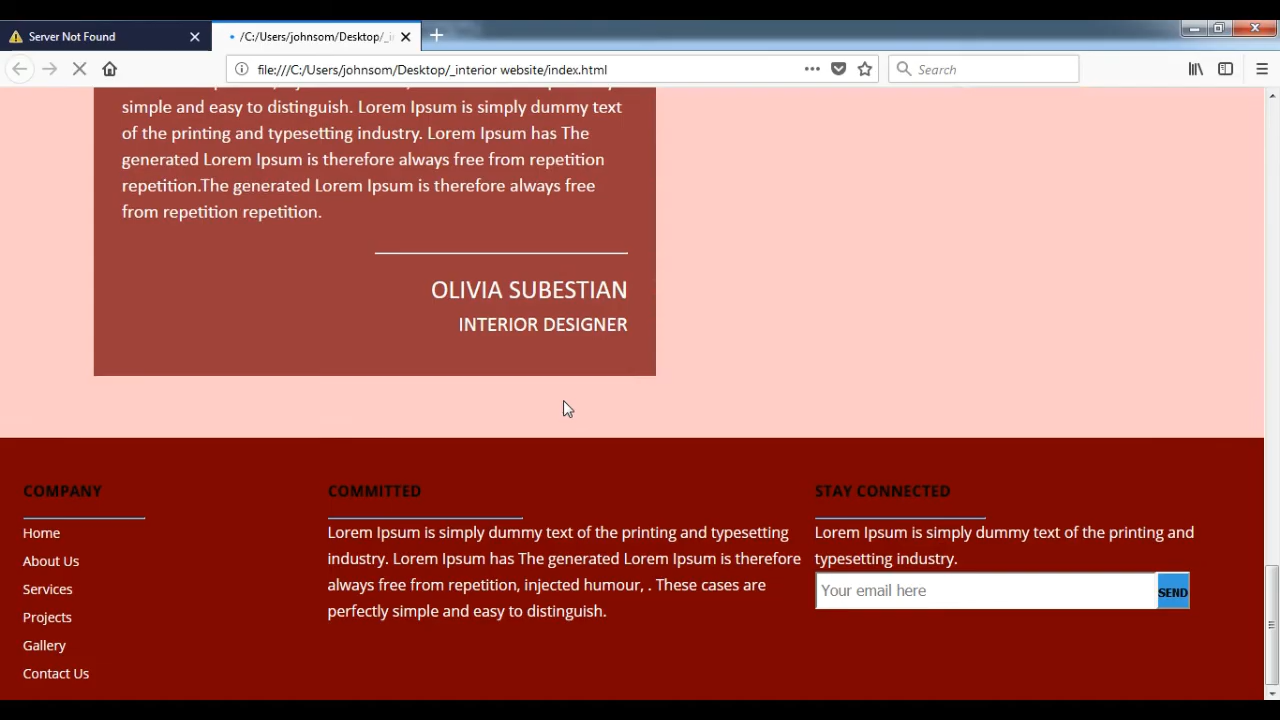 Server Not Found
/C:/Users/johnsom/Desktop/_i
file:///C:/Users/johnsom/Desktop/_interior website/index.html
Search
simple and easy to distinguish. Lorem Ipsum is simply dummy text
of the printing and typesetting industry. Lorem Ipsum has The
generated Lorem Ipsum is therefore always free from repetition
repetition.The generated Lorem Ipsum is therefore always free
from repetition repetition.
OLIVIA SUBESTIAN
INTERIOR DESIGNER
COMPANY
Home
About Us
Services
Projects
Gallery
Contact Us
COMMITTED
Lorem Ipsum is simply dummy text of the printing and typesetting
industry. Lorem Ipsum has The generated Lorem Ipsum is therefore
always free from repetition, injected humour, . These cases are
perfectly simple and easy to distinguish.
STAY CONNECTED
Lorem Ipsum is simply dummy text of the printing and
typesetting industry.
Your email here
SEND